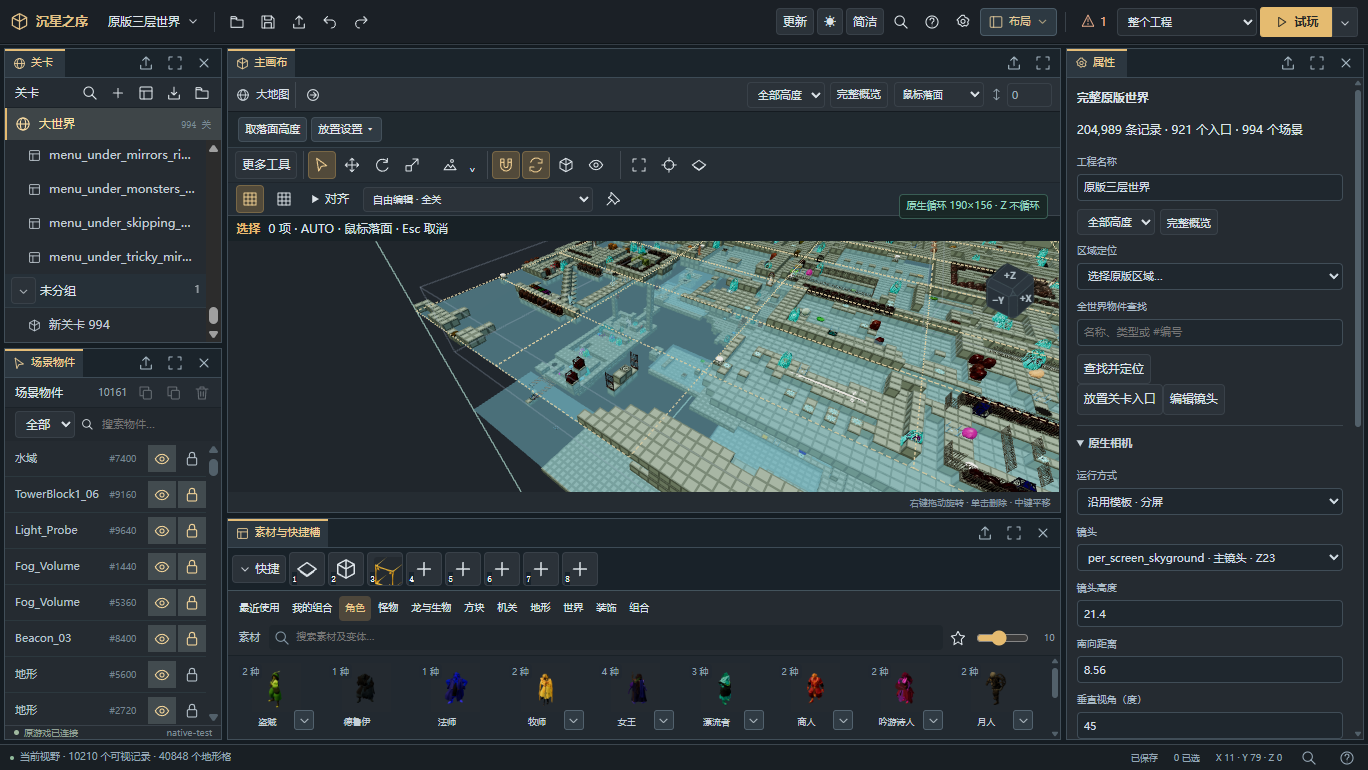 沉星之序 原版三层世界 更新 简洁 布局 1 整个工程 试玩
关卡
关卡
大世界 994 关
menu_under_mirrors_ri...
menu_under_monsters_...
menu_under_skipping_...
menu_under_tricky_mir...
未分组 1
新关卡 994
场景物件
场景物件 10161
全部 搜索物件...
水域 #7400
TowerBlock1_06 #9160
Light_Probe #9640
Fog_Volume #1440
Fog_Volume #5360
Beacon_03 #8400
地形 #5600
地形 #2720
原游戏已连接 native-test
主画布
大地图 全部高度 完整概览 鼠标落面 0
取落面高度 放置设置
更多工具
对齐 自由编辑 · 全关
原生循环 190×156 · Z 不循环
选择 0 项 · AUTO · 鼠标落面 · Esc 取消
+Z
−Y +X
右键拖动旋转 · 单击删除 · 中键平移
素材与快捷槽
快捷 1 2 3 4 5 6 7 8
最近使用 我的组合 角色 怪物 龙与生物 方块 机关 地形 世界 装饰 组合
素材 搜索素材及变体... 10
2 种 1 种 1 种 2 种 4 种 3 种 2 种 2 种 2 种
盗贼 德鲁伊 法师 牧师 女王 漂流者 商人 吟游诗人 月人
属性
完整原版世界
204,989 条记录 · 921 个入口 · 994 个场景
工程名称
原版三层世界
全部高度 完整概览
区域定位
选择原版区域...
全世界物件查找
名称、类型或 #编号
查找并定位
放置关卡入口 编辑镜头
原生相机
运行方式
沿用模板 · 分屏
镜头
per_screen_skyground · 主镜头 · Z23
镜头高度
21.4
南向距离
8.56
垂直视角（度）
45
当前视野 · 10210 个可视记录 · 40848 个地形格 已保存 0 已选 X 11 · Y 79 · Z 0